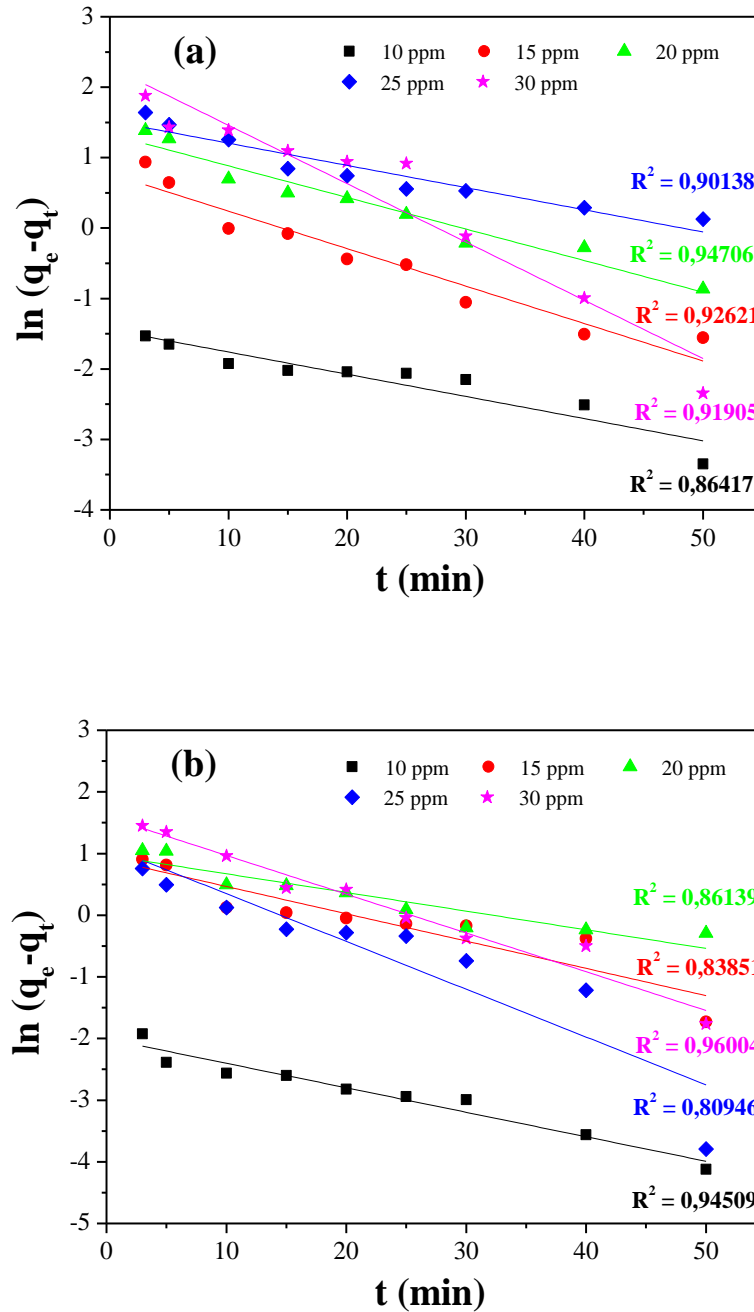 (a)
10 ppm 15 ppm 20 ppm
25 ppm 30 ppm
3
2
1
0
-1
-2
-3
-4
ln (qe-qt)
R2 = 0,90138
R2 = 0,94706
R2 = 0,92621
R2 = 0,91905
R2 = 0,86417
0 10 20 30 40 50
t (min)
(b)
10 ppm 15 ppm 20 ppm
25 ppm 30 ppm
3
2
1
0
-1
-2
-3
-4
-5
ln (qe-qt)
R2 = 0,86139
R2 = 0,83851
R2 = 0,96004
R2 = 0,80946
R2 = 0,94509
0 10 20 30 40 50
t (min)